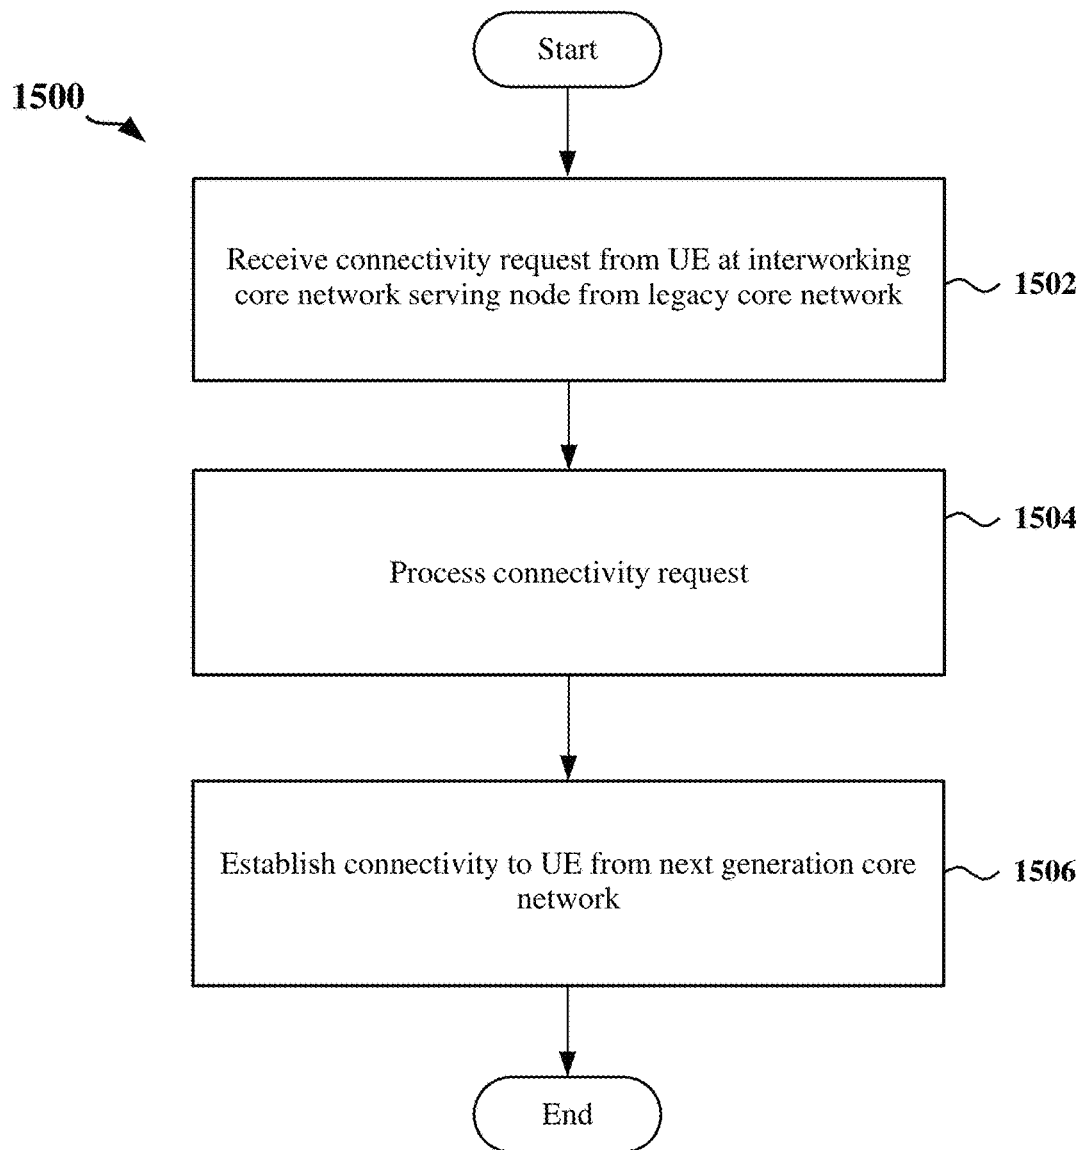 Start
1500
Receive connectivity request from UE at interworking
core network serving node from legacy core network
1502
1504
Process connectivity request
Establish connectivity to UE from next generation core
network
1506
End